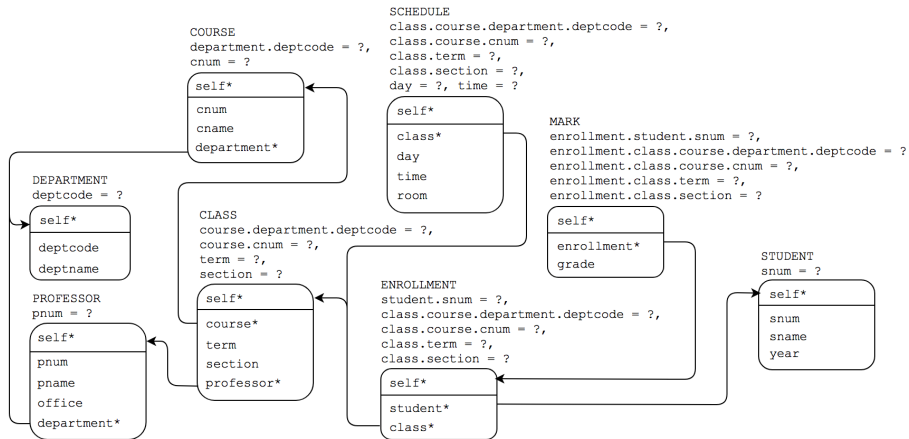 SCHEDULE
class.course.department.deptcode = ?,
class.course.cnum = ?,
class.term = ?,
class.section = ?,
day = ?, time = ?
self*
class*
day
time
room
COURSE
department.deptcode = ?,
cnum = ?
self*
cnum
cname
department*
MARK
enrollment.student.snum = ?,
enrollment.class.course.department.deptcode = ?
enrollment.class.course.cnum = ?,
enrollment.class.term = ?,
enrollment.class.section = ?
self*
enrollment*
grade
DEPARTMENT
deptcode = ?
self*
deptcode
deptname
CLASS
course.department.deptcode = ?,
course.cnum = ?,
term = ?,
section = ?
self*
course*
term
section
professor*
STUDENT
snum = ?
self*
snum
sname
year
PROFESSOR
pnum = ?
self*
pnum
pname
office
department*
ENROLLMENT
student.snum = ?,
class.course.department.deptcode = ?,
class.course.cnum = ?,
class.term = ?,
class.section = ?
self*
student*
class*